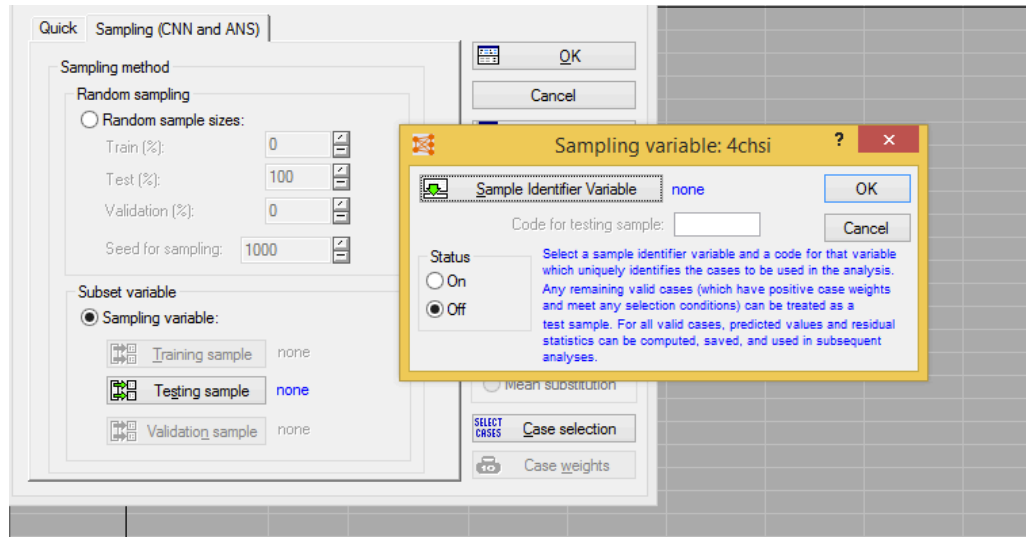 Quick
Sampling (CNN and ANS)
Sampling method
Random sampling
Random sample sizes:
Train (%):
0
Test (%):
100
Validation (%):
0
Seed for sampling:
1000
Subset variable
Sampling variable:
Training sample
none
Testing sample
none
Validation sample
none
OK
Cancel
Mean substitution
SELECT
CASES
Case selection
Case weights
Sampling variable: 4chsi
?
×
Sample Identifier Variable
none
OK
Code for testing sample:
Cancel
Status
On
Off
Select a sample identifier variable and a code for that variable
which uniquely identifies the cases to be used in the analysis.
Any remaining valid cases (which have positive case weights
and meet any selection conditions) can be treated as a
test sample. For all valid cases, predicted values and residual
statistics can be computed, saved, and used in subsequent
analyses.